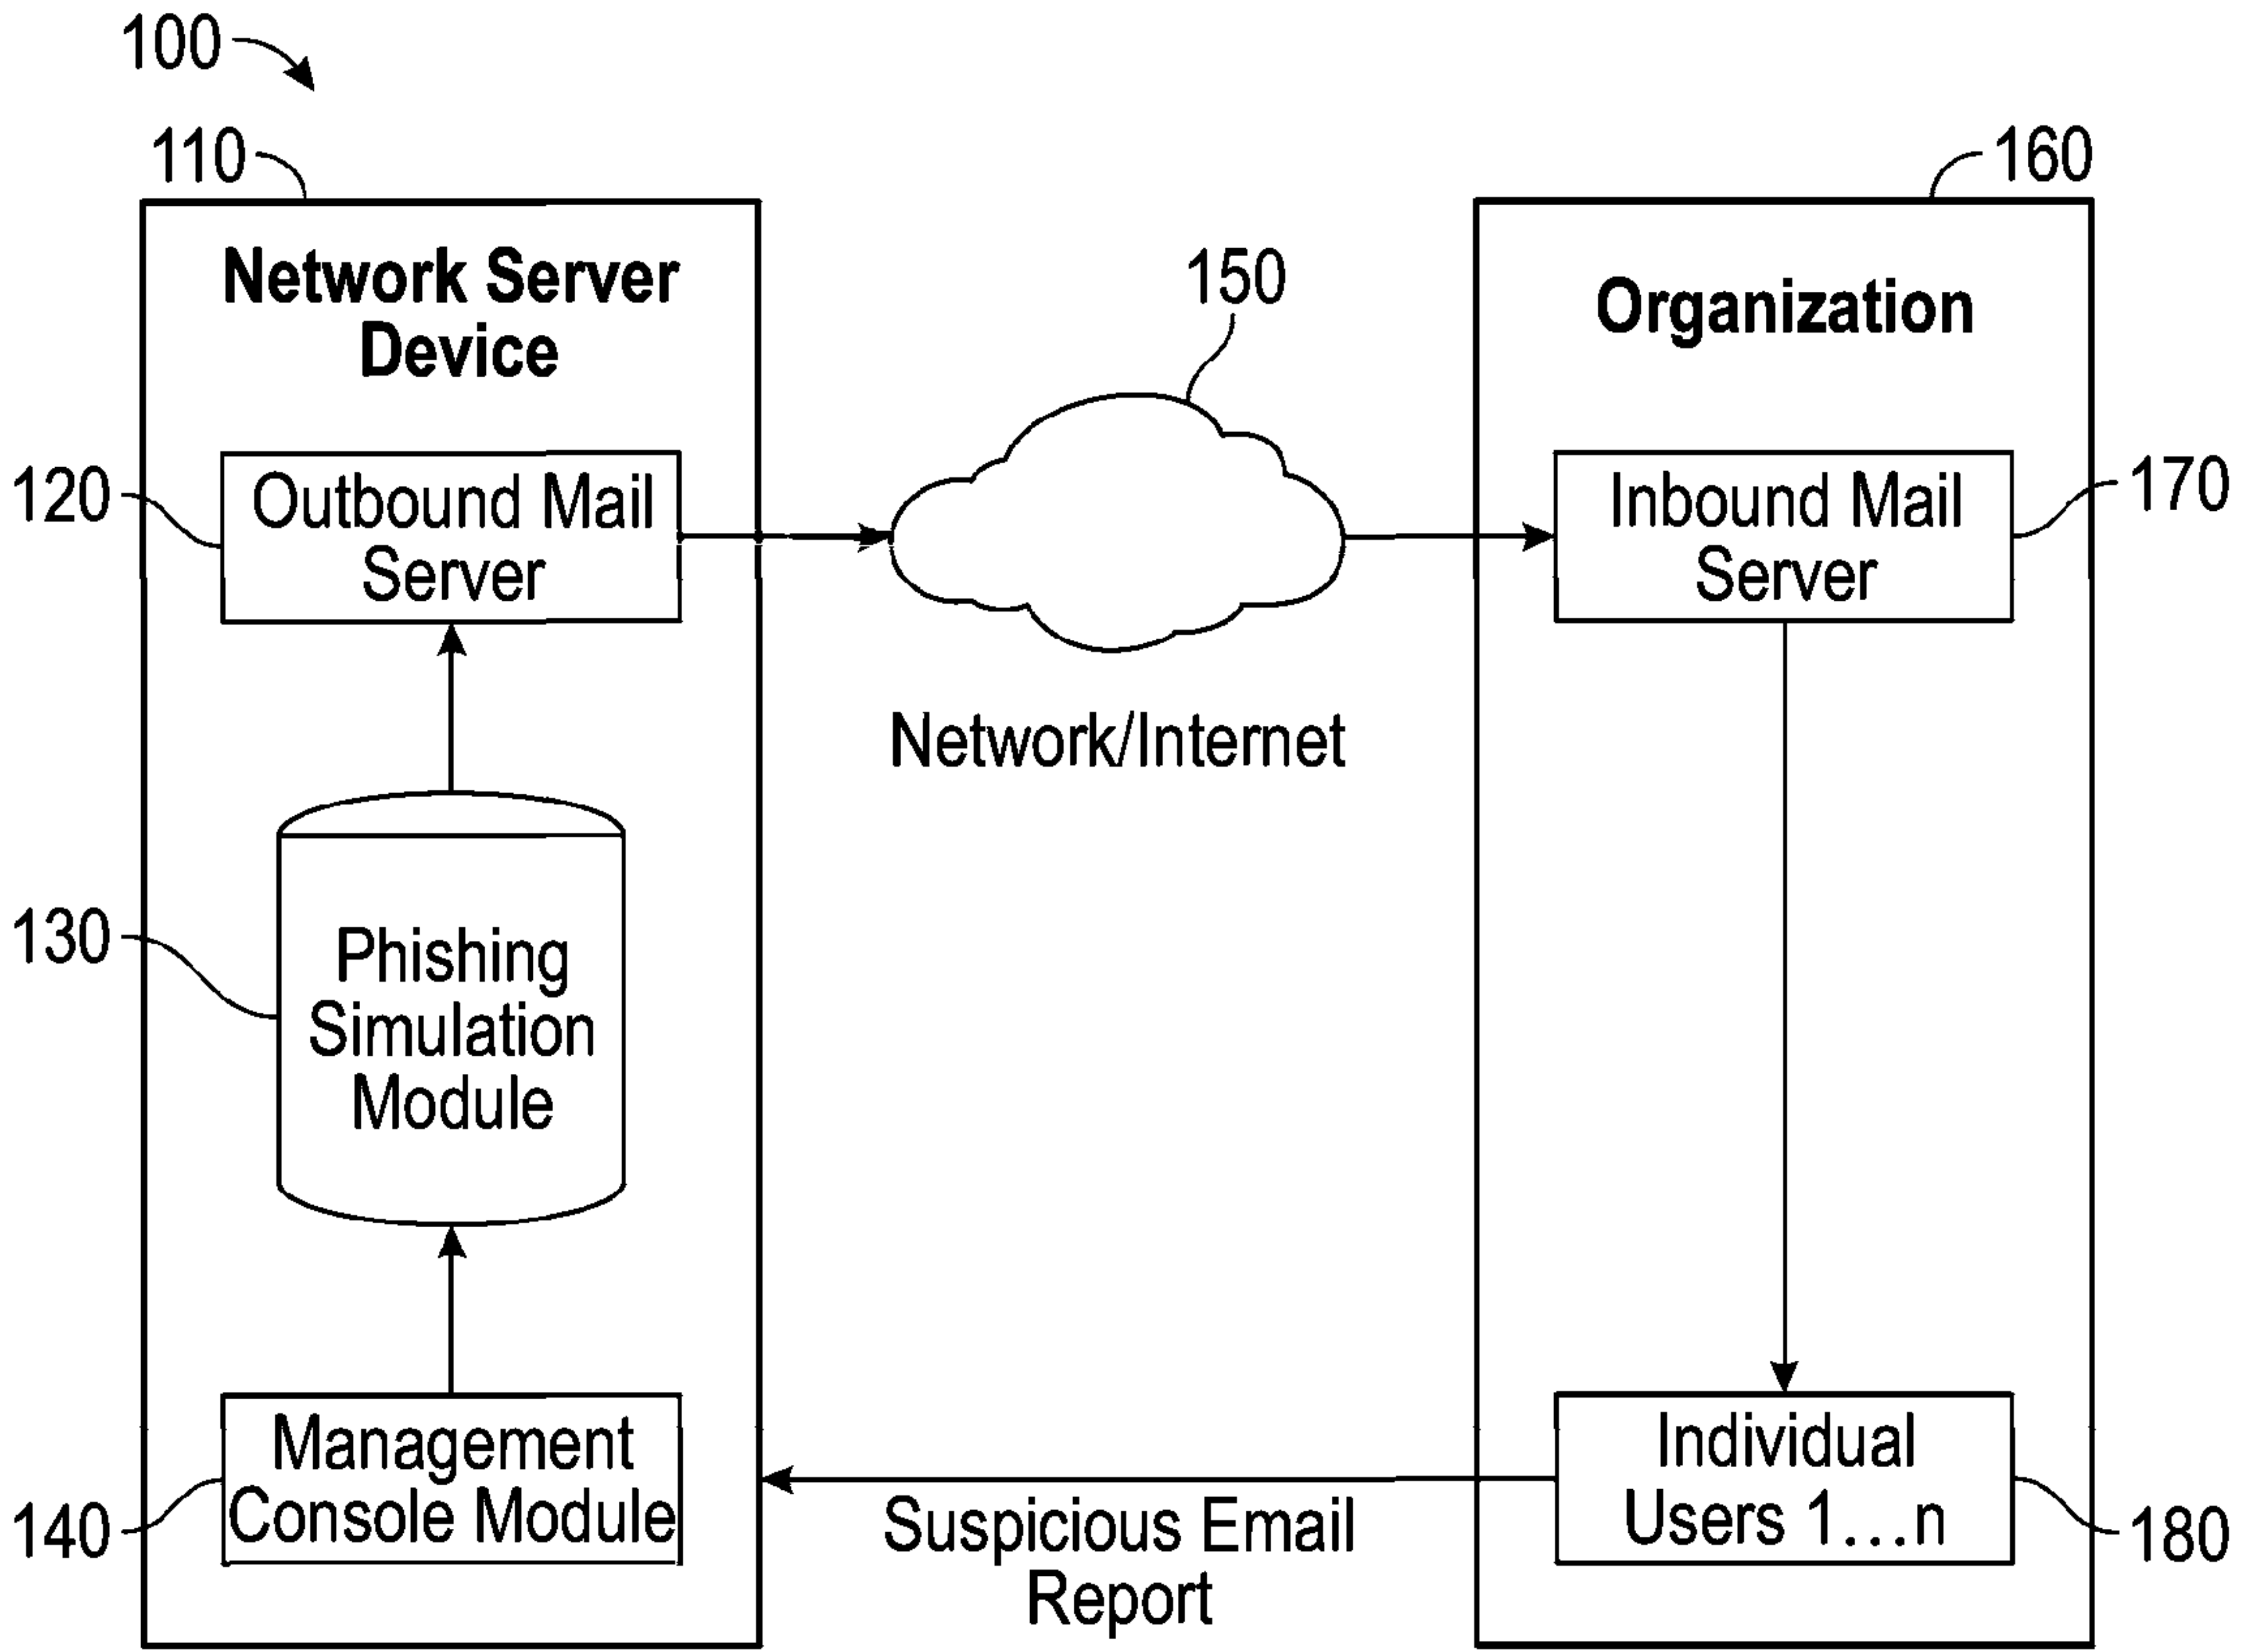 100
110
160
Network Server
Device
150
Organization
120
Outbound Mail
Server
Inbound Mail
Server
170
Network/Internet
130
Phishing
Simulation
Module
140
Management
Console Module
Suspicious Email
Report
Individual
Users 1...n
180